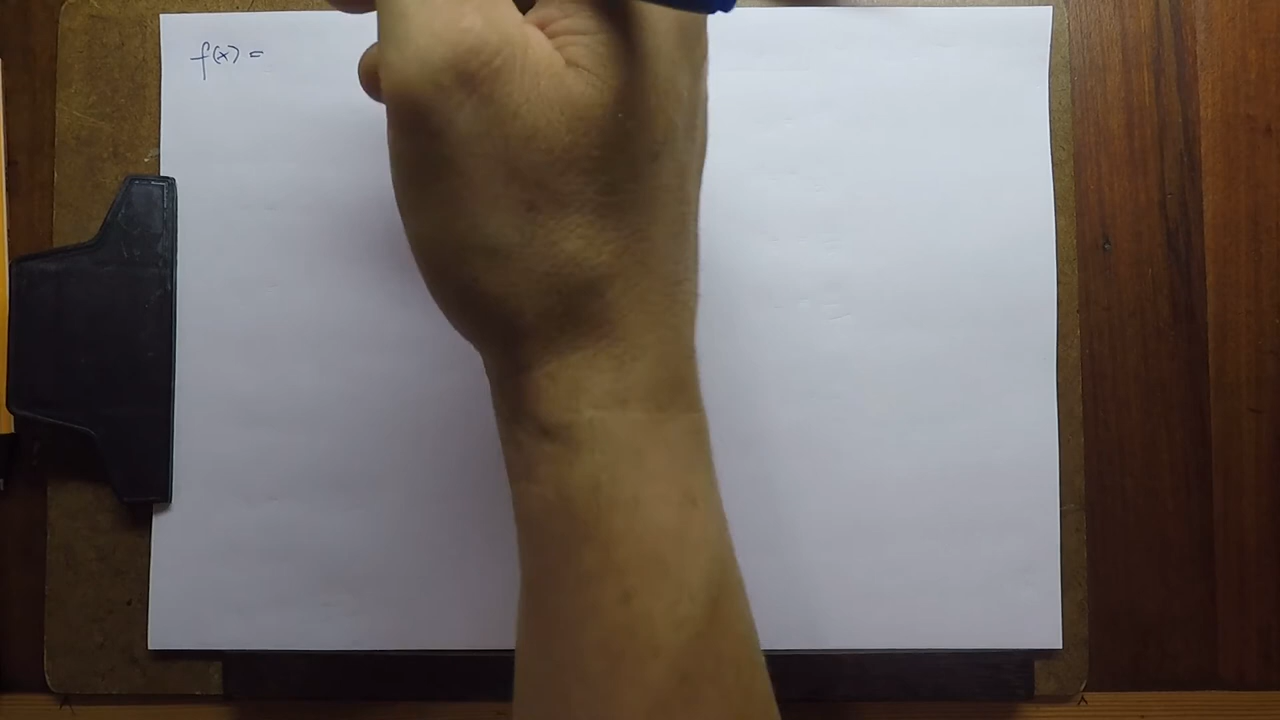 f(x) =